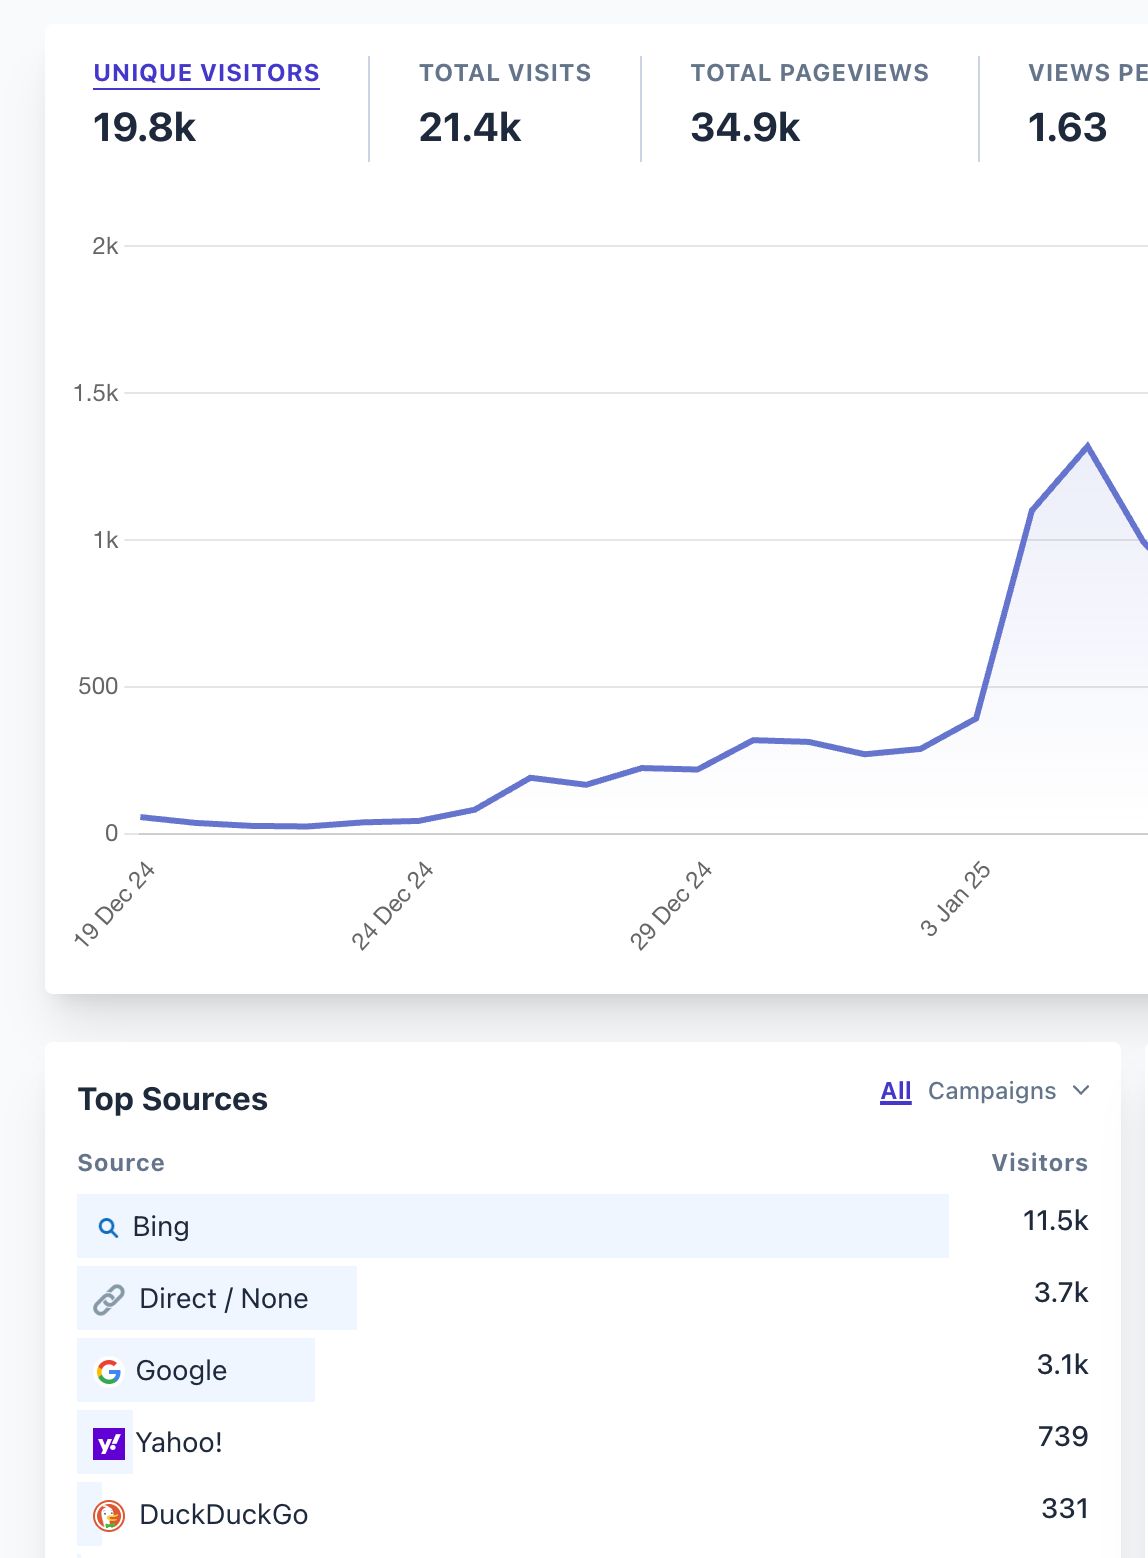 UNIQUE VISITORS
19.8k
TOTAL VISITS
21.4k
TOTAL PAGEVIEWS
34.9k
VIEWS PE
1.63
2k
1.5k
1k
500
0
19 Dec 24
24 Dec 24
29 Dec 24
3 Jan 25
Top Sources
All Campaigns
Source Visitors
Bing 11.5k
Direct / None 3.7k
Google 3.1k
Yahoo! 739
DuckDuckGo 331